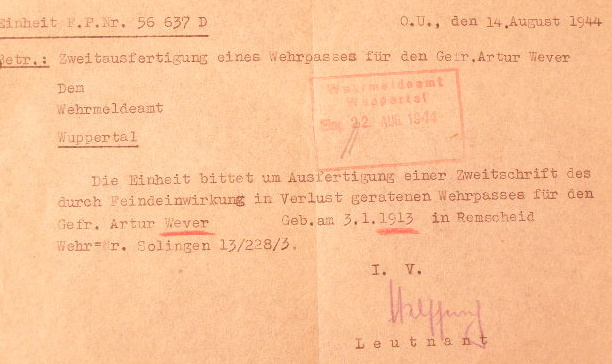 Einheit F.P.Nr. 56 637 D
O.U., den 14.August 1944
Betr.: Zweitausfertigung eines Wehrpasses für den Gefr.Artur Wever
Dem
Wehrmeldeamt
Wuppertal
Wehrmeldeamt
Wuppertal
Eing. 22. AUG. 1944
Die Einheit bittet um Ausfertigung einer Zweitschrift des
durch Feindeinwirkung in Verlust geratenen Wehrpasses für den
Gefr. Artur Wever Geb.am 3.1.1913 in Remscheid
Wehr=Nr. Solingen 13/228/3.
I. V.
Leutnant